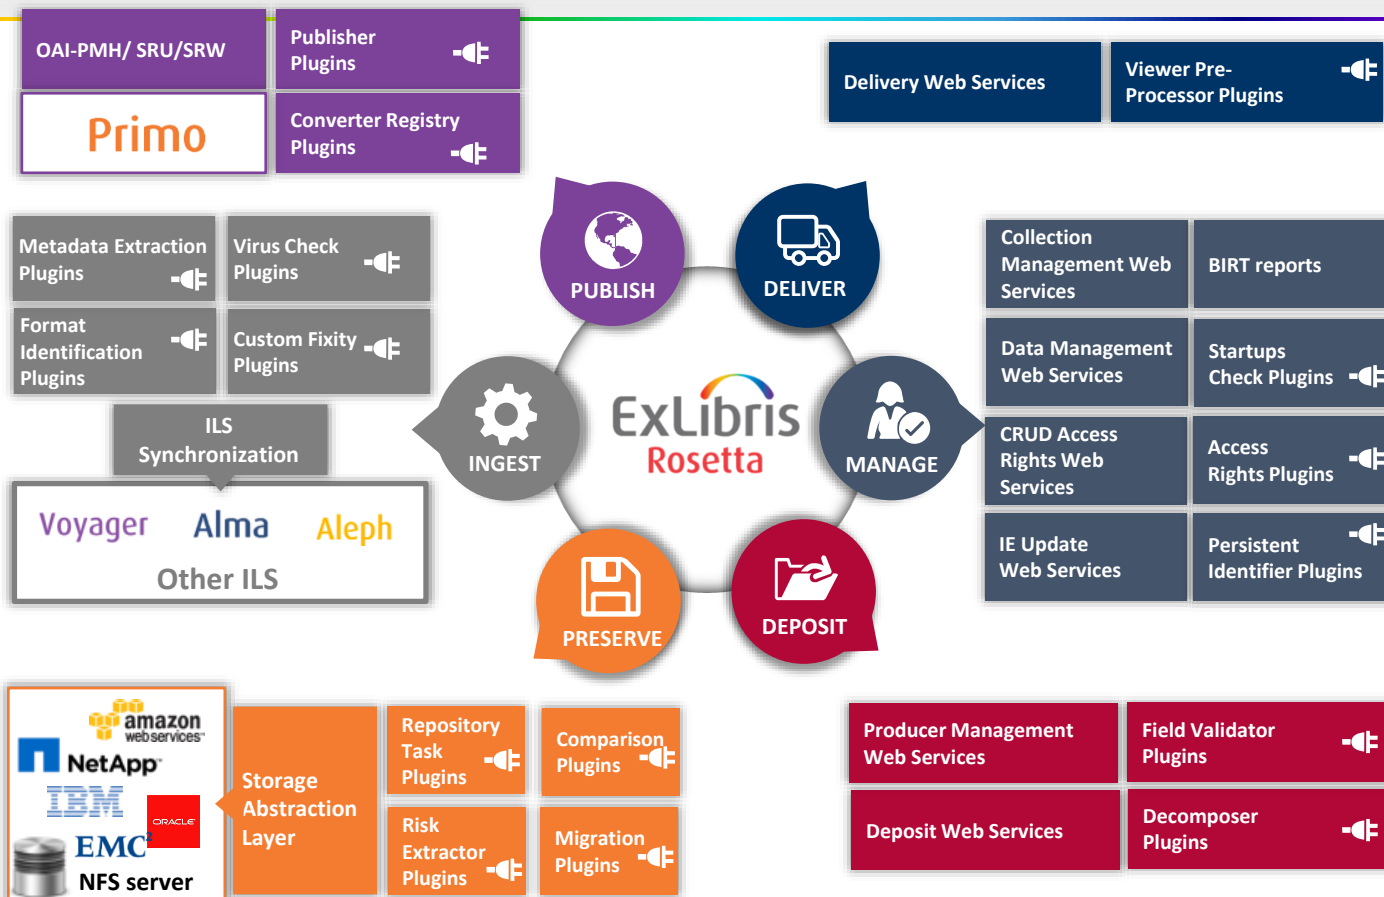 OAI-PMH/ SRU/SRW
Publisher
Plugins
Primo
Converter Registry
Plugins
Delivery Web Services
Viewer Pre-
Processor Plugins
Metadata Extraction
Plugins
Virus Check
Plugins
Format
Identification
Plugins
Custom Fixity
Plugins
ILS
Synchronization
Voyager
Alma
Aleph
Other ILS
PUBLISH
DELIVER
INGEST
ExLibris
Rosetta
MANAGE
PRESERVE
DEPOSIT
Collection
Management Web
Services
BIRT reports
Data Management
Web Services
Startups
Check Plugins
CRUD Access
Rights Web
Services
Access
Rights Plugins
IE Update
Web Services
Persistent
Identifier Plugins
amazon
webservices™
NetApp™
IBM
ORACLE
EMC²
NFS server
Storage
Abstraction
Layer
Repository
Task
Plugins
Comparison
Plugins
Risk
Extractor
Plugins
Migration
Plugins
Producer Management
Web Services
Field Validator
Plugins
Deposit Web Services
Decomposer
Plugins